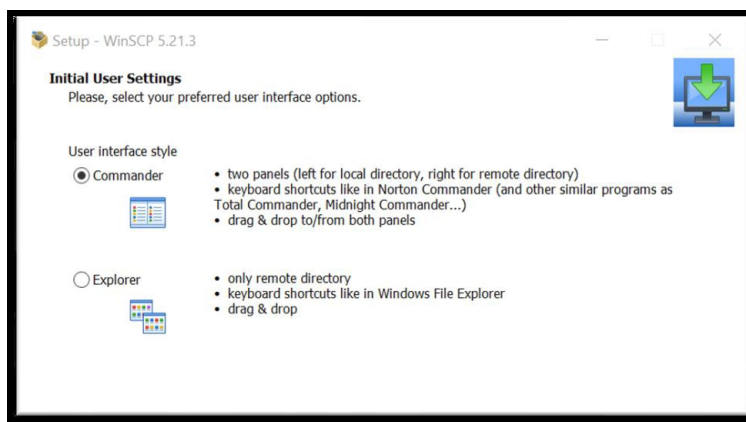 Setup - WinSCP 5.21.3
Initial User Settings
Please, select your preferred user interface options.
User interface style
Commander
• two panels (left for local directory, right for remote directory)
• keyboard shortcuts like in Norton Commander (and other similar programs as
Total Commander, Midnight Commander...)
• drag & drop to/from both panels
Explorer
• only remote directory
• keyboard shortcuts like in Windows File Explorer
• drag & drop